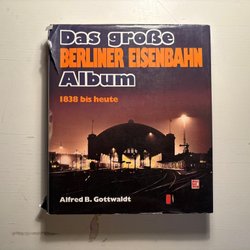 Das große
BERLINER EISENBAHN
Album
1838 bis heute
Alfred B. Gottwaldt